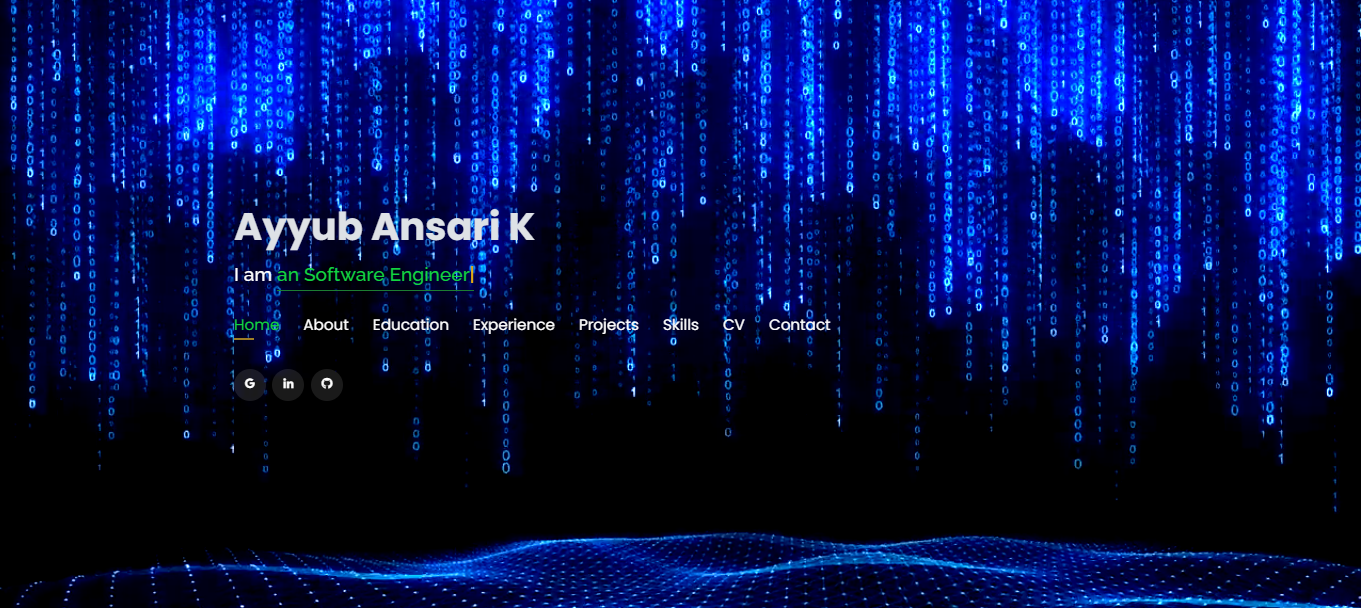 Ayyub Ansari K
I am an Software Engineer
Home About Education Experience Projects Skills CV Contact
G in